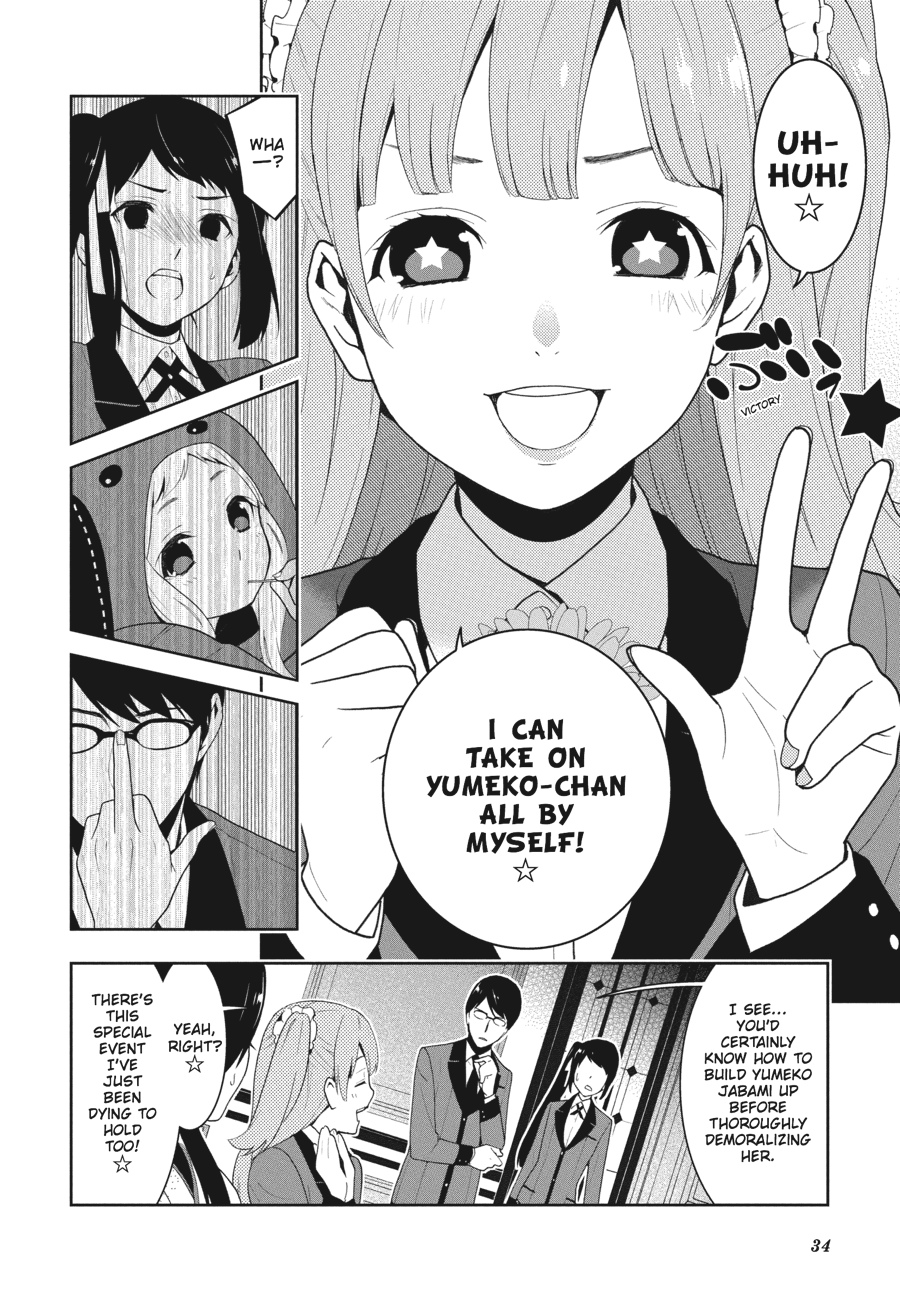 UH-
HUH!
☆
 VICTORY
I CAN
TAKE ON
YUMEKO-CHAN
ALL BY
MYSELF!
☆
WHA
—?
I SEE...
YOU'D
CERTAINLY
KNOW HOW TO
BUILD YUMEKO
JABAMI UP
BEFORE
THOROUGHLY
DEMORALIZING
HER.
YEAH,
RIGHT?
☆
THERE'S
THIS
SPECIAL
EVENT
I'VE
JUST
BEEN
DYING TO
HOLD
TOO!
☆
34